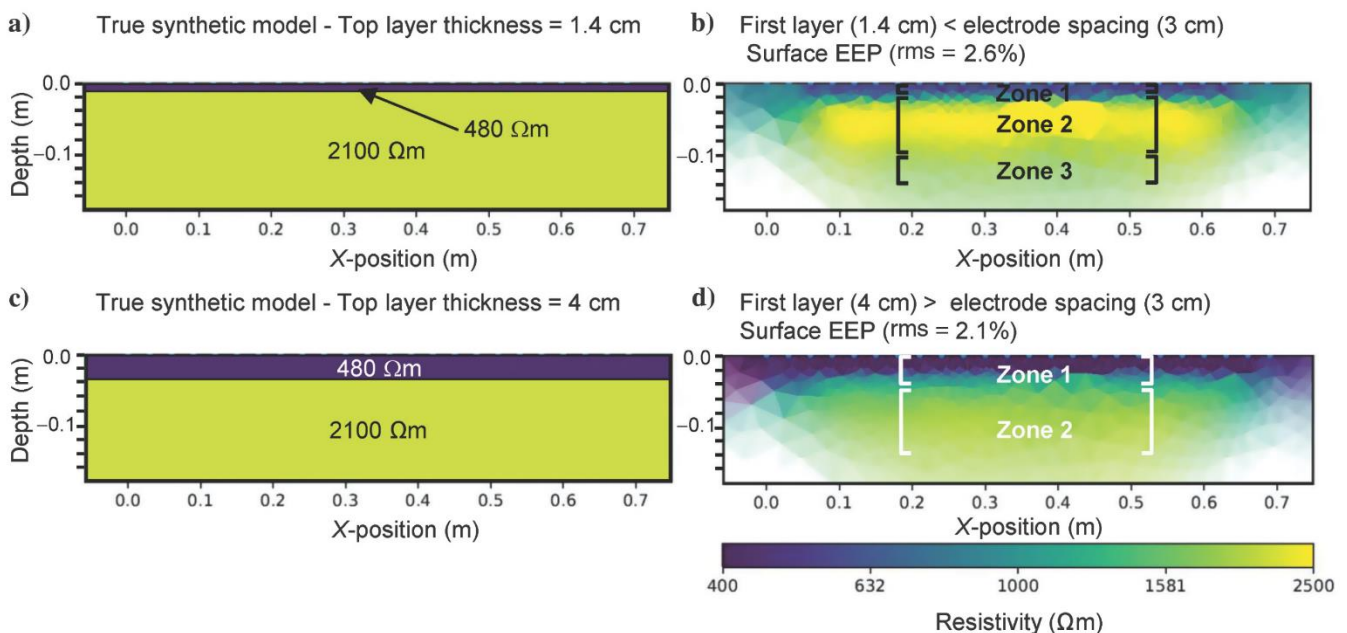 a) True synthetic model - Top layer thickness = 1.4 cm
0.0
−0.1
Depth (m)
480 Ωm
2100 Ωm
0.0 0.1 0.2 0.3 0.4 0.5 0.6 0.7
X-position (m)
b) First layer (1.4 cm) < electrode spacing (3 cm)
Surface EEP (rms = 2.6%)
0.0
−0.1
Zone 1
Zone 2
Zone 3
0.0 0.1 0.2 0.3 0.4 0.5 0.6 0.7
X-position (m)
c) True synthetic model - Top layer thickness = 4 cm
0.0
−0.1
Depth (m)
480 Ωm
2100 Ωm
0.0 0.1 0.2 0.3 0.4 0.5 0.6 0.7
X-position (m)
d) First layer (4 cm) > electrode spacing (3 cm)
Surface EEP (rms = 2.1%)
0.0
−0.1
Zone 1
Zone 2
0.0 0.1 0.2 0.3 0.4 0.5 0.6 0.7
X-position (m)
400 632 1000 1581 2500
Resistivity (Ωm)